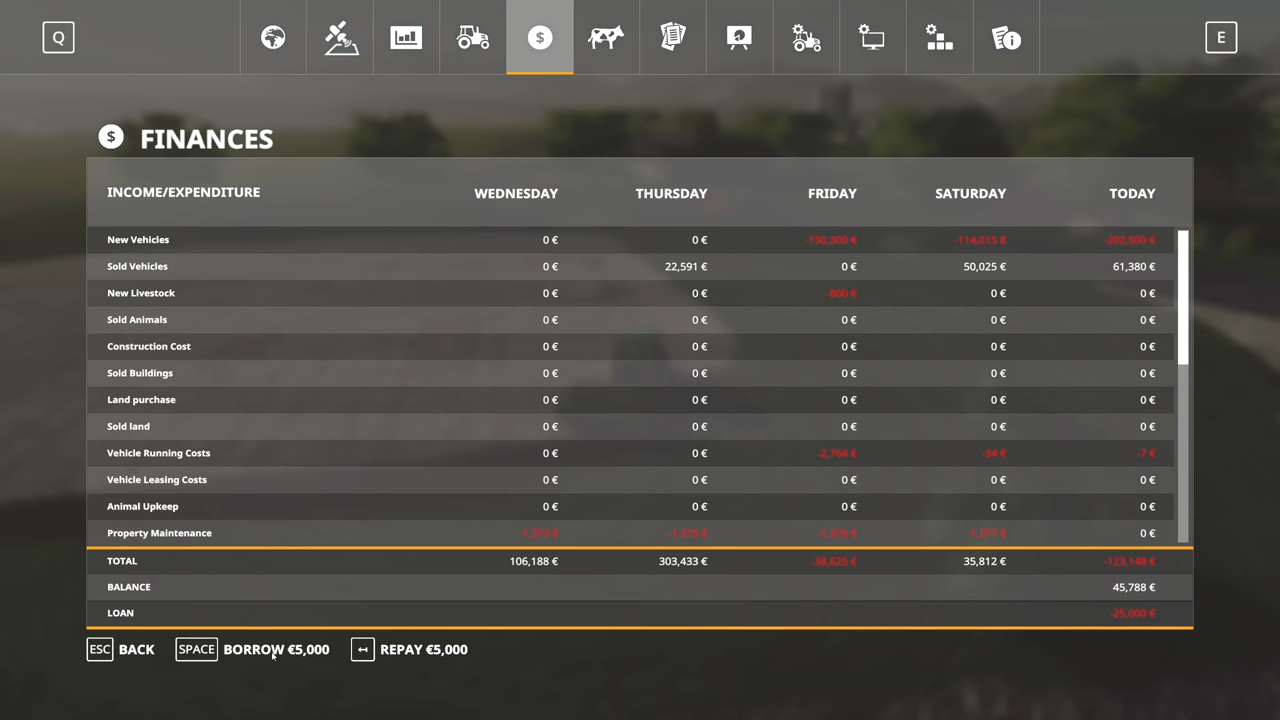 Q
E
FINANCES
INCOME/EXPENDITURE WEDNESDAY THURSDAY FRIDAY SATURDAY TODAY
New Vehicles 0 € 0 € -150,300 € -114,015 € -202,500 €
Sold Vehicles 0 € 22,591 € 0 € 50,025 € 61,380 €
New Livestock 0 € 0 € -800 € 0 € 0 €
Sold Animals 0 € 0 € 0 € 0 € 0 €
Construction Cost 0 € 0 € 0 € 0 € 0 €
Sold Buildings 0 € 0 € 0 € 0 € 0 €
Land purchase 0 € 0 € 0 € 0 € 0 €
Sold land 0 € 0 € 0 € 0 € 0 €
Vehicle Running Costs 0 € 0 € -2,764 € -34 € -7 €
Vehicle Leasing Costs 0 € 0 € 0 € 0 € 0 €
Animal Upkeep 0 € 0 € 0 € 0 € 0 €
Property Maintenance 0 €
TOTAL 106,188 € 303,433 € 35,812 € -123,148 €
BALANCE 45,788 €
LOAN -25,000 €
ESC BACK SPACE BORROW €5,000 ↔ REPAY €5,000